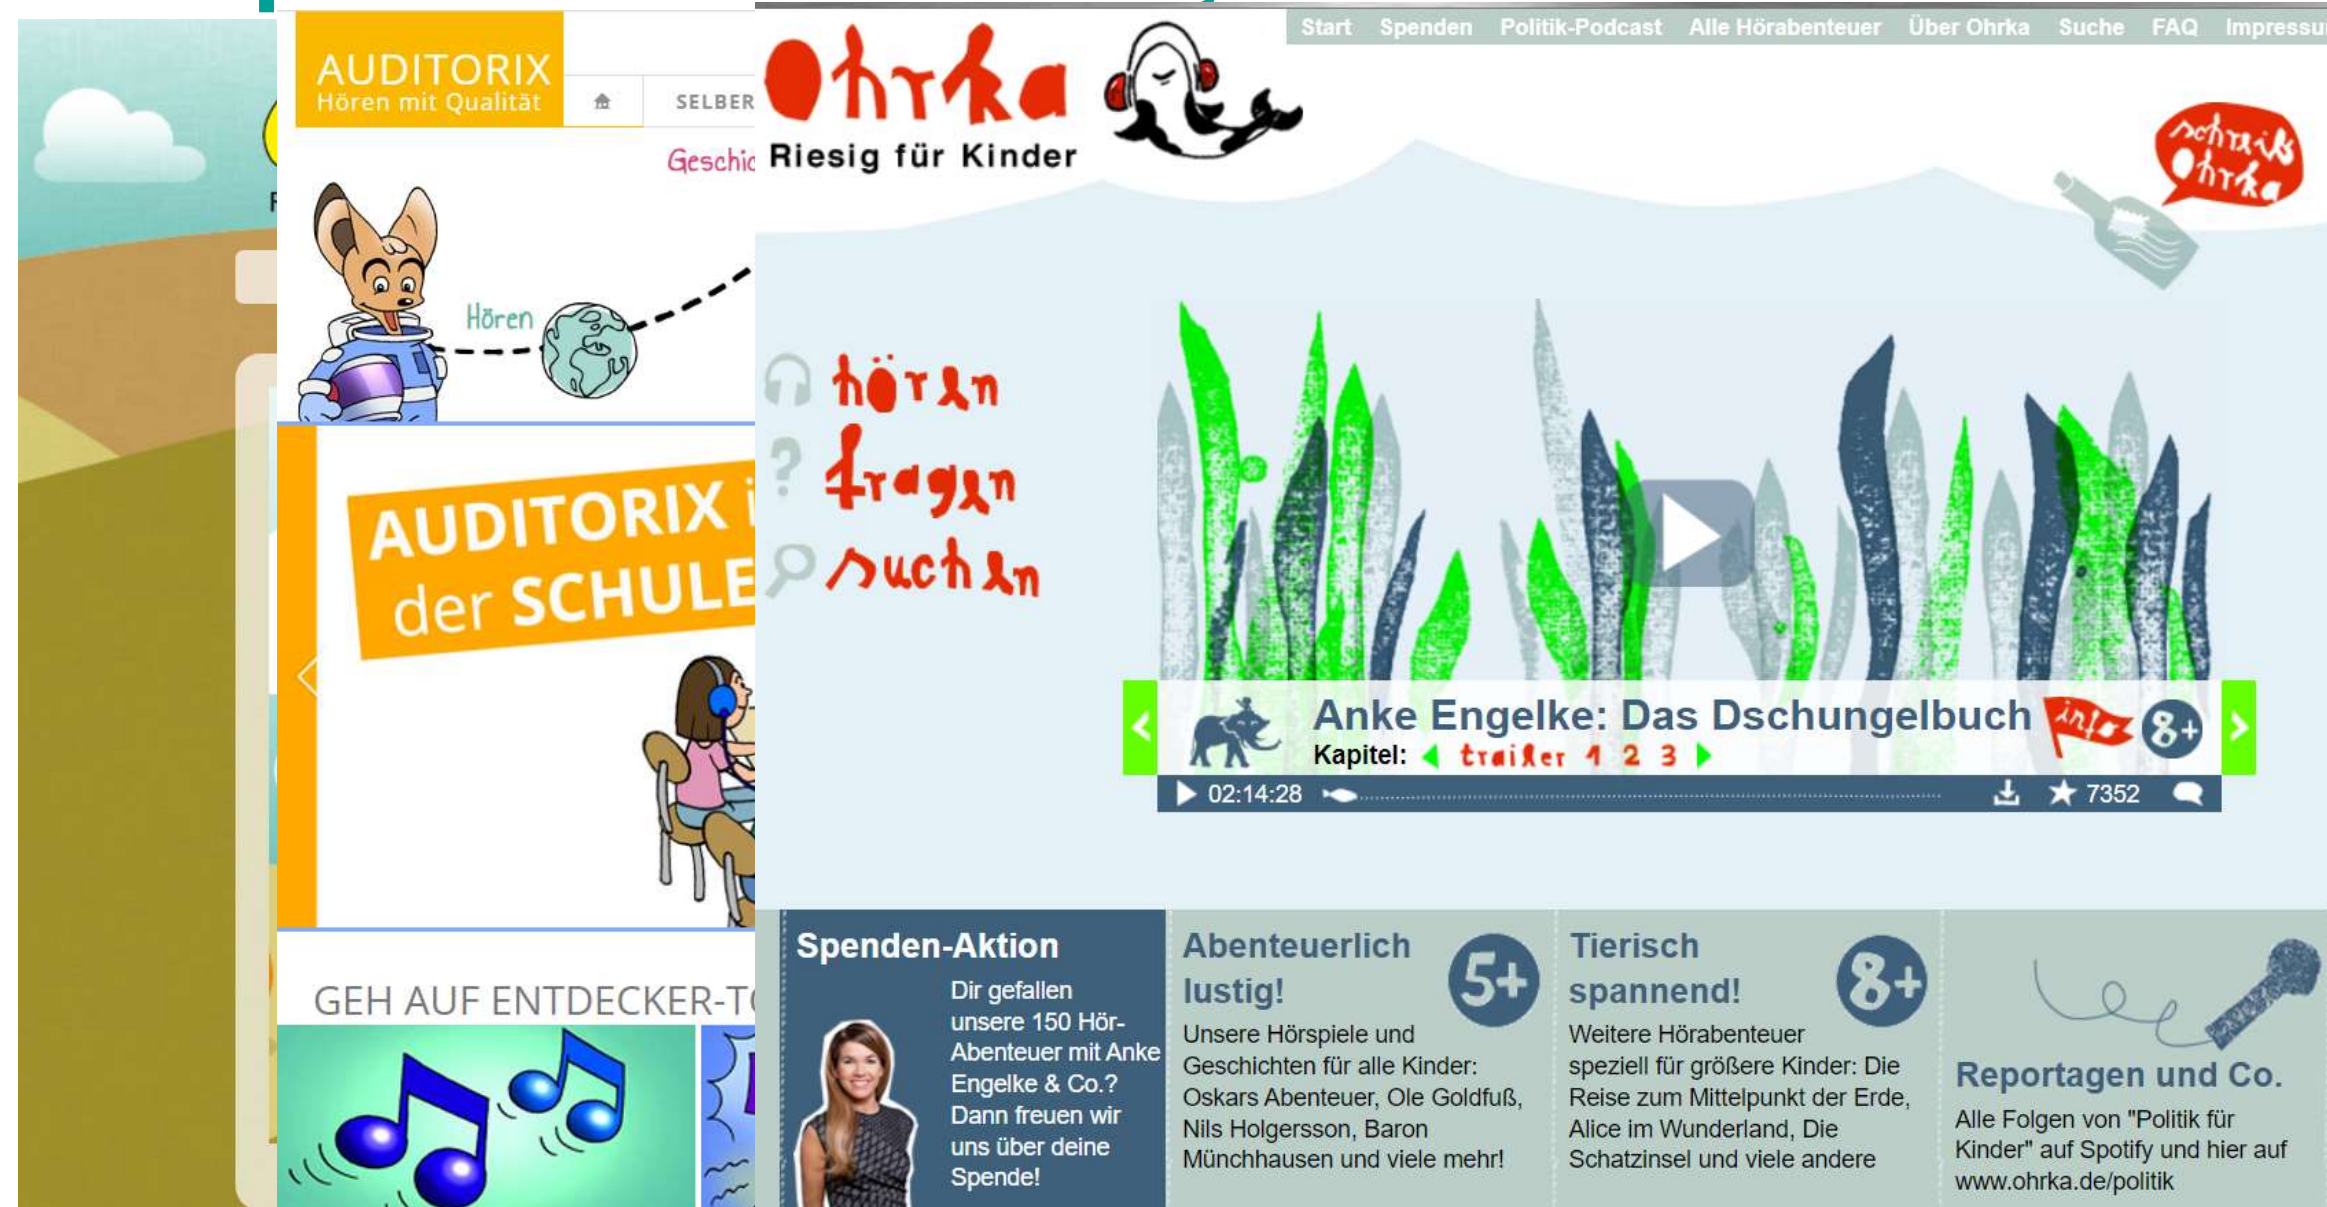 AUDITORIX
Hören mit Qualität
SELBER
Geschic
Hören
AUDITORIX i
der SCHULE
GEH AUF ENTDECKER-TO
Ohrka
Riesig für Kinder
Start Spenden Politik-Podcast Alle Hörabenteuer Über Ohrka Suche FAQ Impressu
schreib
Ohrka
hören
? fragen
suchen
Anke Engelke: Das Dschungelbuch
info
8+
Kapitel: trailer 1 2 3
02:14:28
7352
Spenden-Aktion
Dir gefallen
unsere 150 Hör-
Abenteuer mit Anke
Engelke & Co.?
Dann freuen wir
uns über deine
Spende!
Abenteuerlich
lustig!
5+
Unsere Hörspiele und
Geschichten für alle Kinder:
Oskars Abenteuer, Ole Goldfuß,
Nils Holgersson, Baron
Münchhausen und viele mehr!
Tierisch
spannend!
8+
Weitere Hörabenteuer
speziell für größere Kinder: Die
Reise zum Mittelpunkt der Erde,
Alice im Wunderland, Die
Schatzinsel und viele andere
Reportagen und Co.
Alle Folgen von "Politik für
Kinder" auf Spotify und hier auf
www.ohrka.de/politik